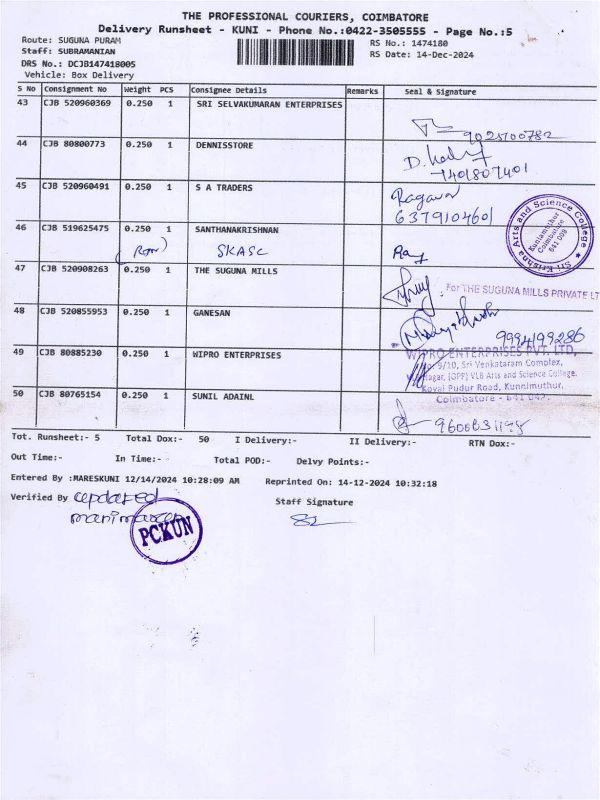 THE PROFESSIONAL COURIERS, COIMBATORE
Delivery Runsheet - KUNI - Phone No.:0422-3505555 - Page No.:5
Route: SUGUNA PURAM
RS No.: 1474180
Staff: SUBRAMANIAN
RS Date: 14-Dec-2024
DRS No.: DCJB147418005
Vehicle: Box Delivery
S No Consignment No Weight PCS Consignee Details Remarks Seal & Signature
43 CJB 520960369 0.250 1 SRI SELVAKUMARAN ENTERPRISES
9025100782
44 CJB 80800773 0.250 1 DENNISSTORE
7401807401
45 CJB 520960491 0.250 1 S A TRADERS
Ragavan
6379104601
46 CJB 519625475 0.250 1 SANTHANAKRISHNAN
SKASC
Sri Krishna Arts and Science College
Kuniamuthur
Coimbatore
641 008
47 CJB 520908263 0.250 1 THE SUGUNA MILLS
For THE SUGUNA MILLS PRIVATE LT
48 CJB 520855953 0.250 1 GANESAN
9994199286
49 CJB 80885230 0.250 1 WIPRO ENTERPRISES
WIPRO ENTERPRISES PVT. LTD,
9/10, Sri Venkataram Complex,
nagar, (OPP) VLB Arts and Science College,
Kovai Pudur Road, Kunnimuthur,
Coimbatore - 641 042.
50 CJB 80765154 0.250 1 SUNIL ADAINL
Tot. Runsheet:- 5 Total Dox:- 50 I Delivery:- II Delivery:- RTN Dox:-
Out Time:- In Time:- Total POD:- Delvy Points:-
Entered By :MARESKUNI 12/14/2024 10:28:09 AM Reprinted On: 14-12-2024 10:32:18
Verified By
Staff Signature
PCKUN